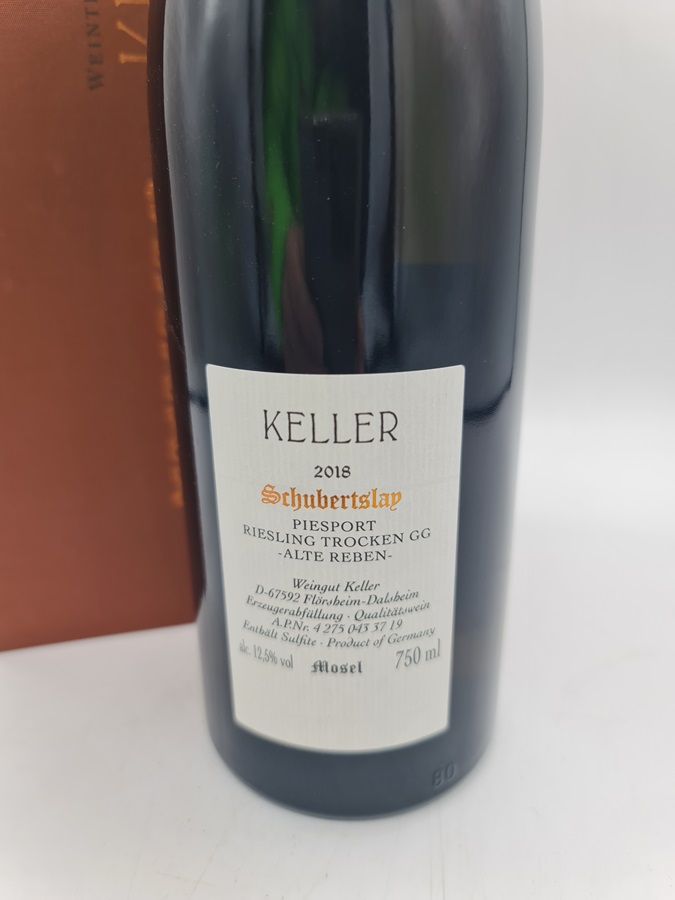 KELLER
2018
Schubertslay
PIESPORT
RIESLING TROCKEN GG
-ALTE REBEN-
Weingut Keller
D-67592 Flörsheim-Dalsheim
Erzeugerabfüllung · Qualitätswein
A.P.Nr. 4 275 043 37 19
Enthält Sulfite · Product of Germany
alc. 12,5% vol Mosel 750 ml
80